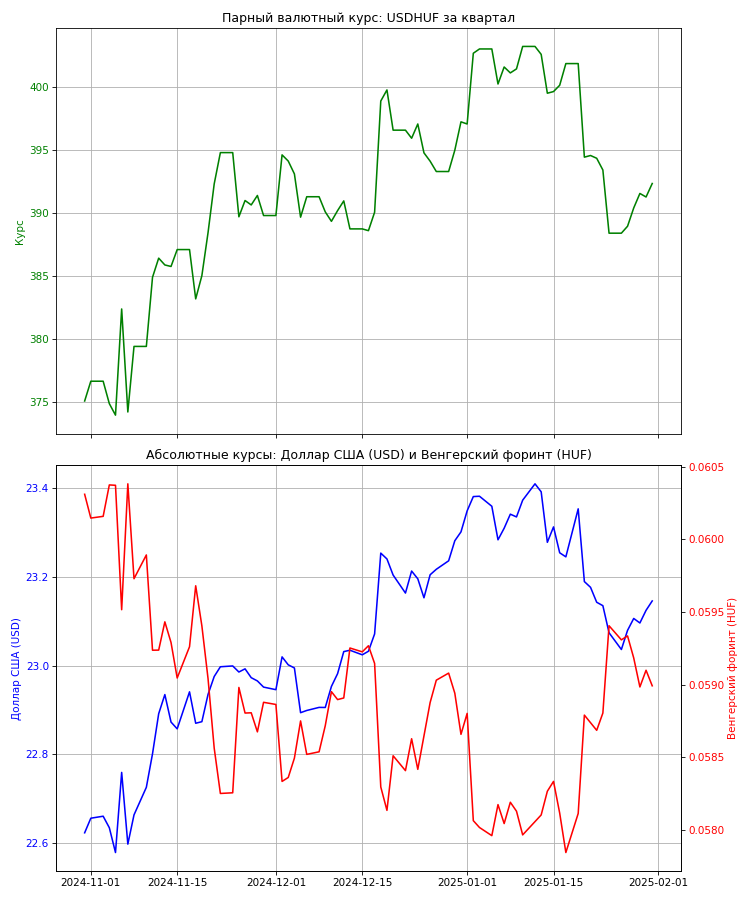 Парный валютный курс: USDHUF за квартал
400
395
390
385
380
375
Курс
Абсолютные курсы: Доллар США (USD) и Венгерский форинт (HUF)
23.4
23.2
23.0
22.8
22.6
Доллар США (USD)
0.0605
0.0600
0.0595
0.0590
0.0585
0.0580
Венгерский форинт (HUF)
2024-11-01 2024-11-15 2024-12-01 2024-12-15 2025-01-01 2025-01-15 2025-02-01